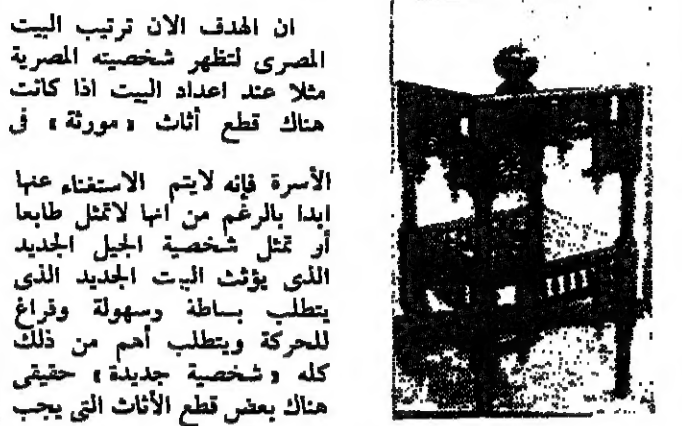 ان الهدف الان ترتيب البيت
المصرى لتظهر شخصيته المصرية
مثلا عند اعداد البيت اذا كانت
هناك قطع أثاث «مورثة» فى
الأسرة فإنه لايتم الاستغناء عنها
ابدا بالرغم من انها لاتمثل طابعا
أو تمثل شخصية الجيل الجديد
الذى يؤثث البيت الجديد الذى
يتطلب بساطة وسهولة وفراغ
للحركة ويتطلب أهم من ذلك
كله «شخصية جديدة» حقيقى
هناك بعض قطع الأثاث التى يجب